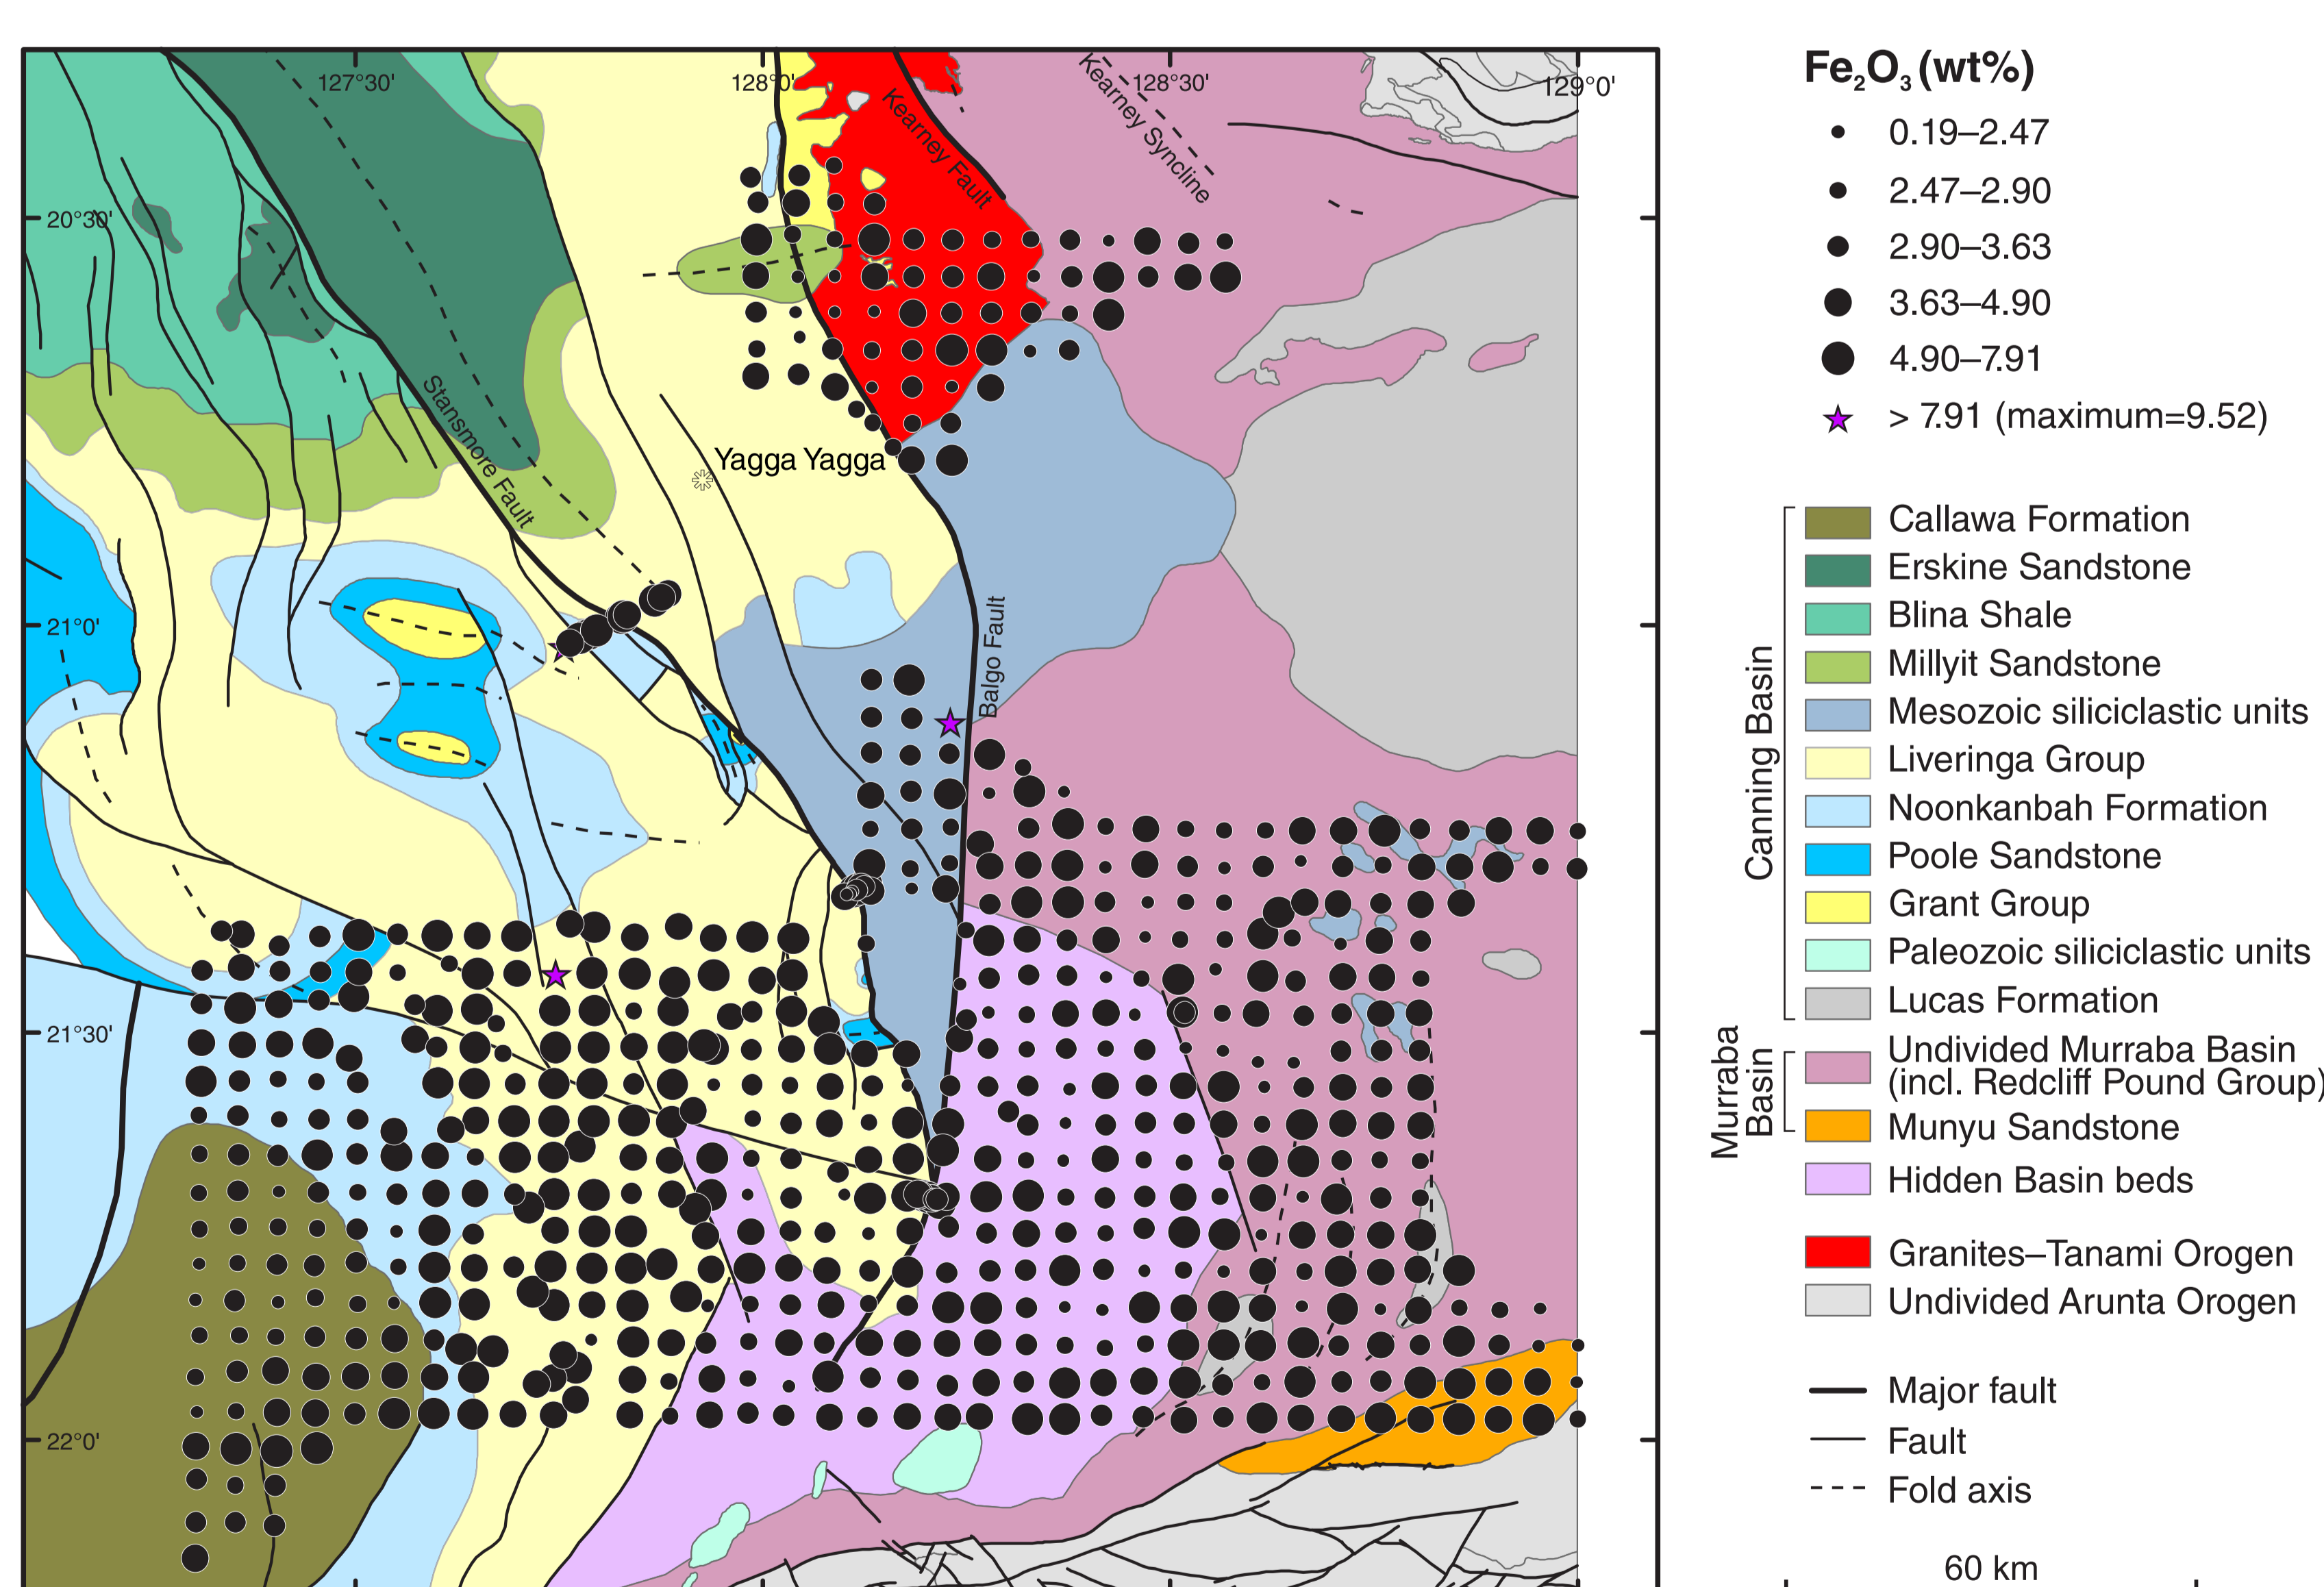 127°30'
128°0'
128°30'
129°0'
20°30'
21°0'
21°30'
22°0'
Kearney Fault
Kearney Syncline
Stansmore Fault
Yagga Yagga
Balgo Fault
Fe₂O₃ (wt%)
0.19–2.47
2.47–2.90
2.90–3.63
3.63–4.90
4.90–7.91
> 7.91 (maximum=9.52)
Canning Basin
Callawa Formation
Erskine Sandstone
Blina Shale
Millyit Sandstone
Mesozoic siliciclastic units
Liveringa Group
Noonkanbah Formation
Poole Sandstone
Grant Group
Paleozoic siliciclastic units
Lucas Formation
Murraba
Basin
Undivided Murraba Basin
(incl. Redcliff Pound Group)
Munyu Sandstone
Hidden Basin beds
Granites–Tanami Orogen
Undivided Arunta Orogen
Major fault
Fault
Fold axis
60 km